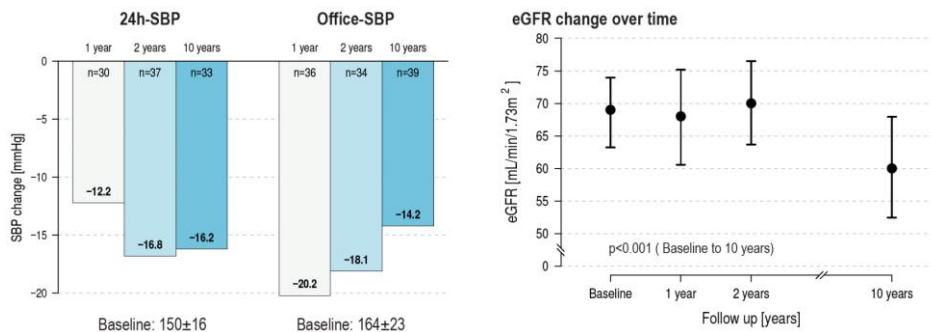 24h-SBP
Office-SBP
1 year
2 years
10 years
1 year
2 years
10 years
0
−5
−10
−15
−20
SBP change [mmHg]
n=30
n=37
n=33
n=36
n=34
n=39
−12.2
−16.8
−16.2
−20.2
−18.1
−14.2
Baseline: 150±16
Baseline: 164±23
eGFR change over time
80
75
70
65
60
55
50
0
eGFR [mL/min/1.73m ²]
p<0.001 ( Baseline to 10 years)
Baseline
1 year
2 years
10 years
Follow up [years]